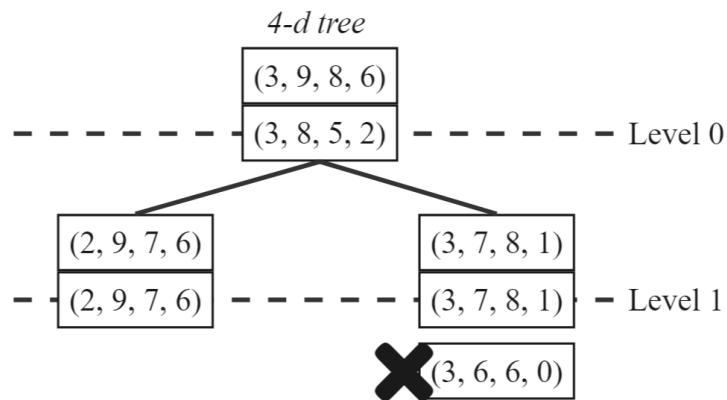 4-d tree
(3, 9, 8, 6)
(3, 8, 5, 2)
Level 0
(2, 9, 7, 6)
(3, 7, 8, 1)
(2, 9, 7, 6)
(3, 7, 8, 1)
Level 1
(3, 6, 6, 0)